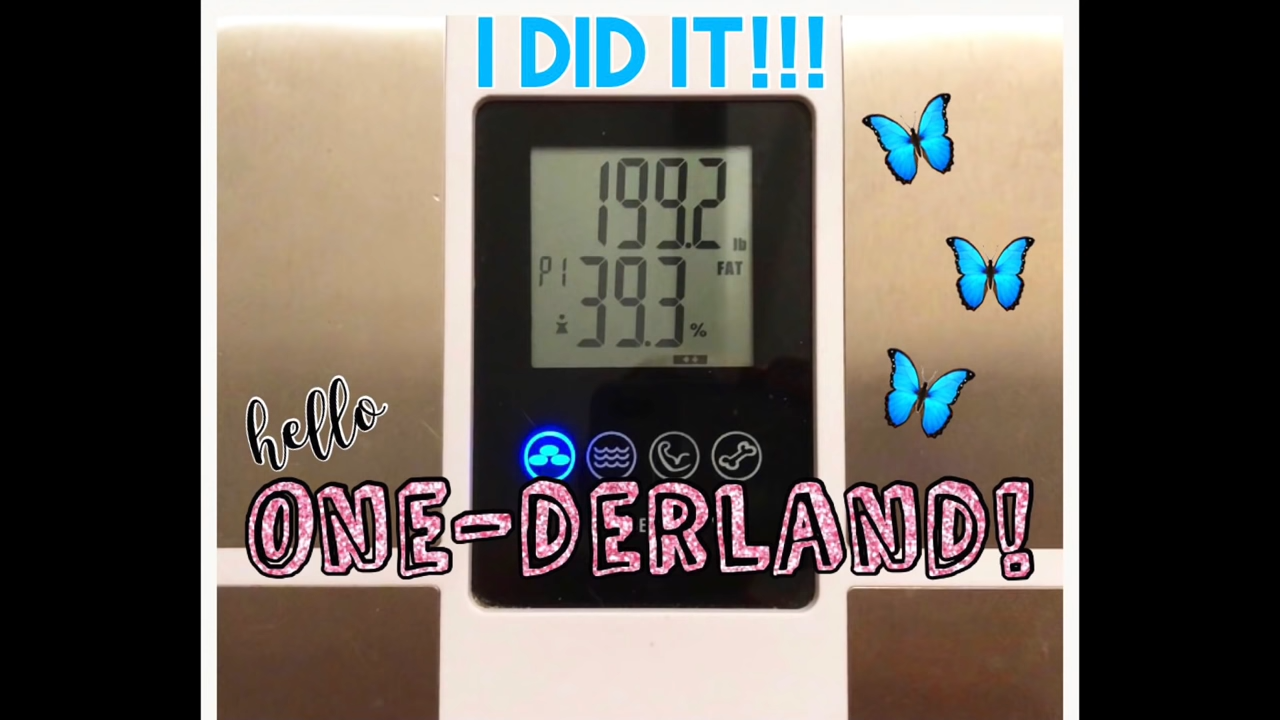 I DID IT!!!
199.2 lb
P1 39.3 % FAT
hello
ONE-DERLAND!